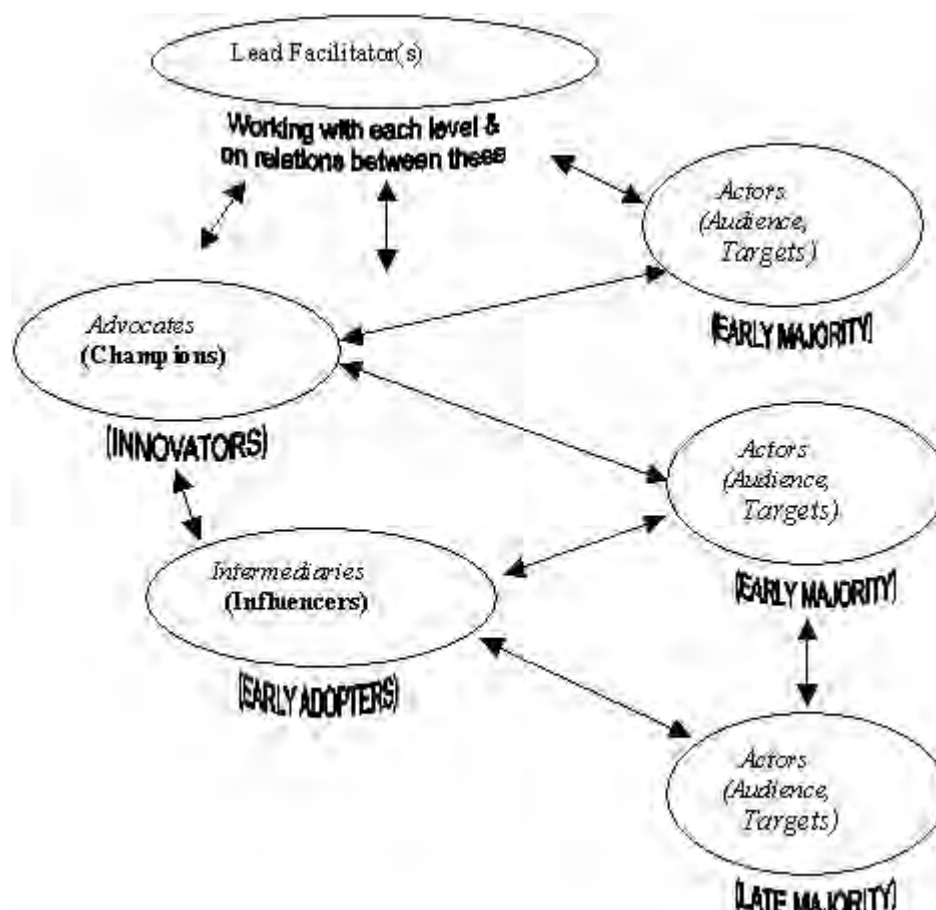 Lead Facilitator(s)
Working with each level &
on relations between these
Actors
(Audience,
Targets)
(EARLY MAJORITY)
Advocates
(Champions)
(INNOVATORS)
Actors
(Audience,
Targets)
(EARLY MAJORITY)
Intermediaries
(Influencers)
(EARLY ADOPTERS)
Actors
(Audience,
Targets)
(LATE MAJORITY)